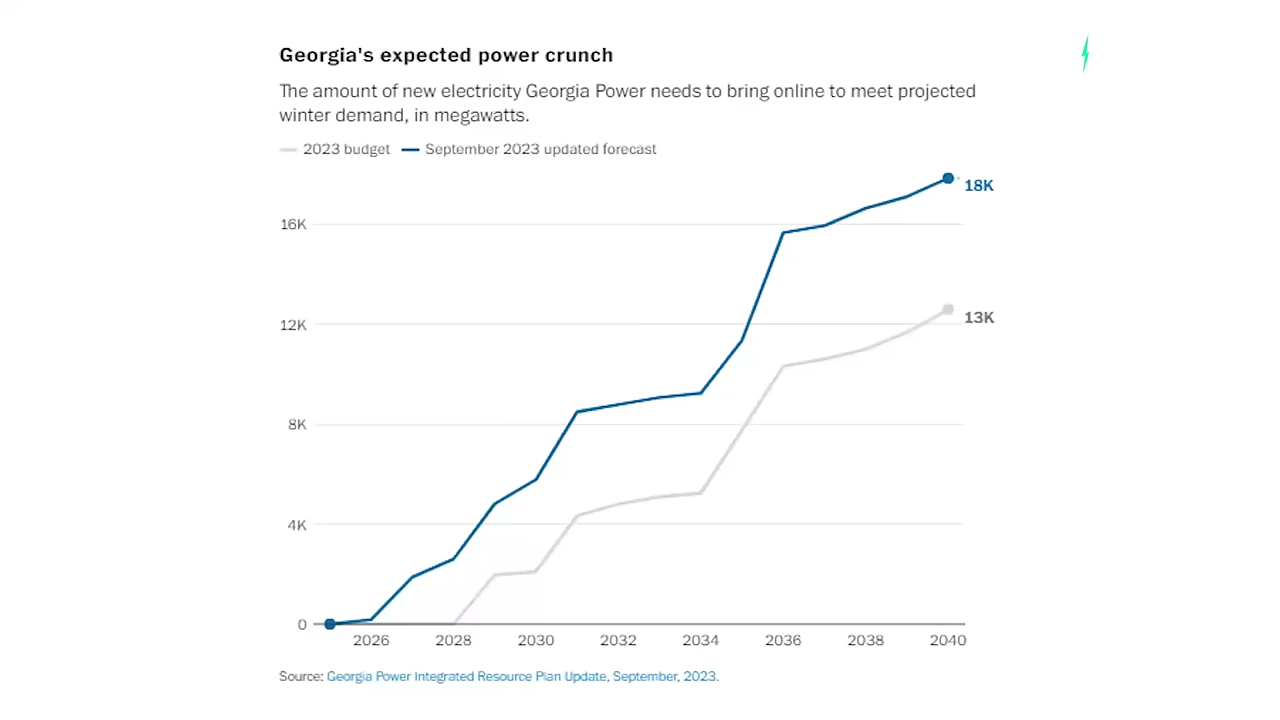 Georgia's expected power crunch
The amount of new electricity Georgia Power needs to bring online to meet projected
winter demand, in megawatts.
2023 budget September 2023 updated forecast
18K
16K
13K
12K
8K
4K
0
2026 2028 2030 2032 2034 2036 2038 2040
Source: Georgia Power Integrated Resource Plan Update, September, 2023.